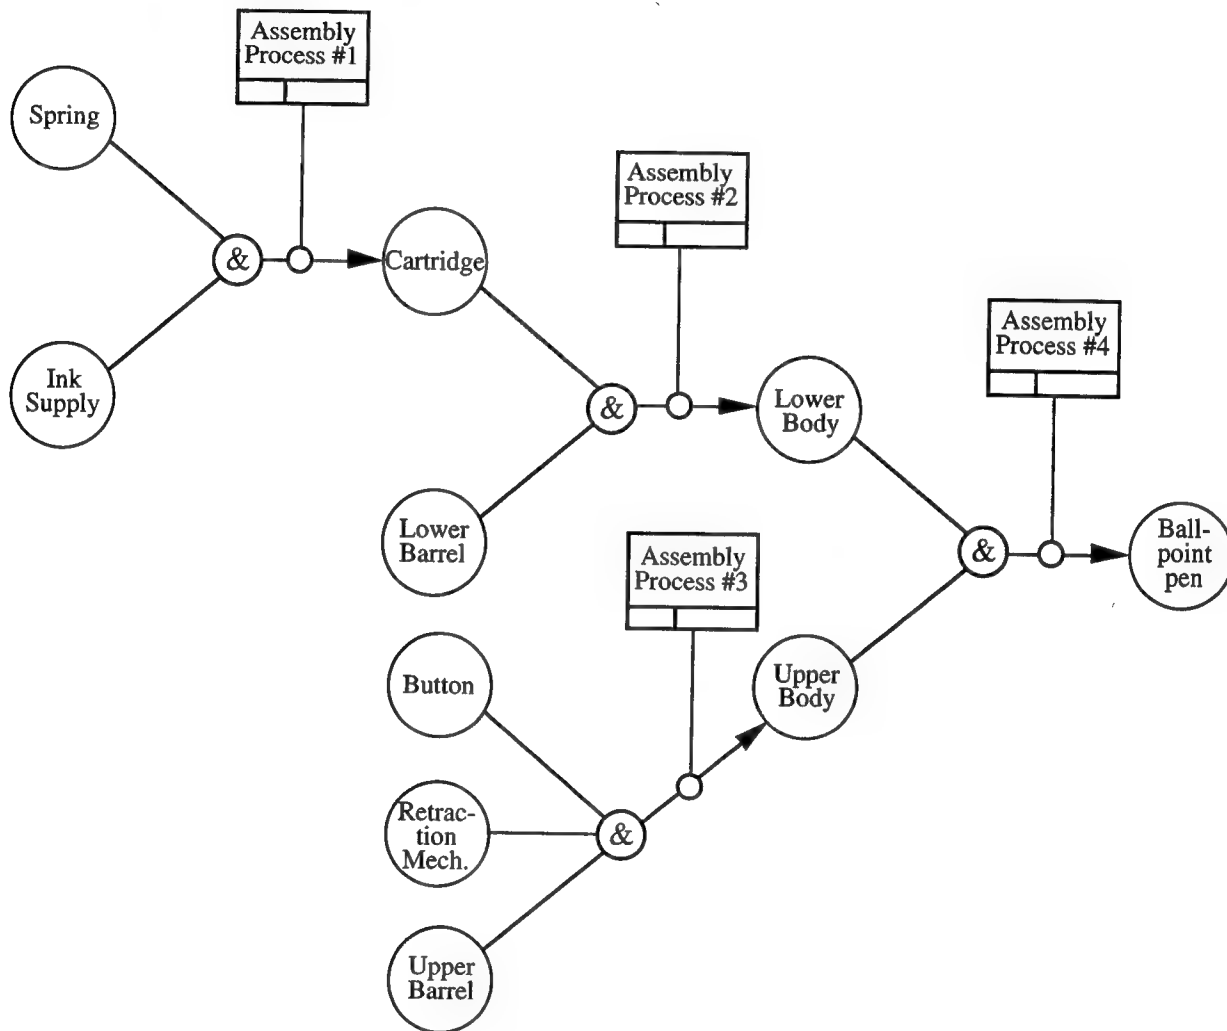 Assembly
Process #1
Spring
Assembly
Process #2
&
Cartridge
Assembly
Process #4
Ink
Supply
&
Lower
Body
Lower
Barrel
Assembly
Process #3
&
Ball-
point
pen
Button
Upper
Body
Retrac-
tion
Mech.
&
Upper
Barrel